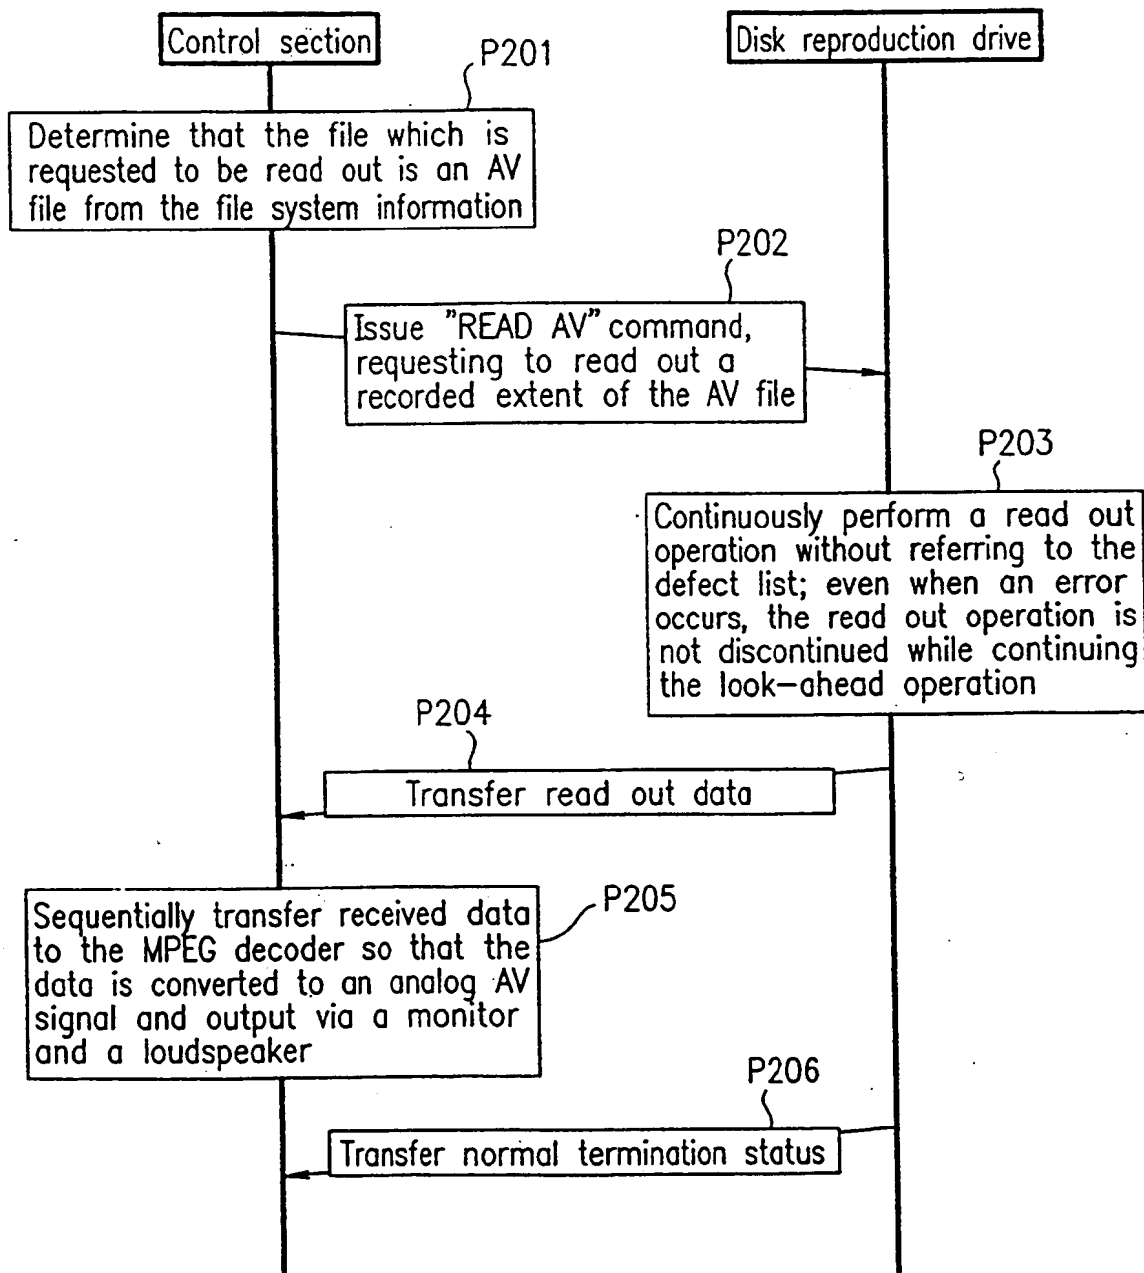 Control section
Disk reproduction drive
P201
Determine that the file which is
requested to be read out is an AV
file from the file system information
P202
Issue "READ AV" command,
requesting to read out a
recorded extent of the AV file
P203
Continuously perform a read out
operation without referring to the
defect list; even when an error
occurs, the read out operation is
not discontinued while continuing
the look-ahead operation
P204
Transfer read out data
P205
Sequentially transfer received data
to the MPEG decoder so that the
data is converted to an analog AV
signal and output via a monitor
and a loudspeaker
P206
Transfer normal termination status